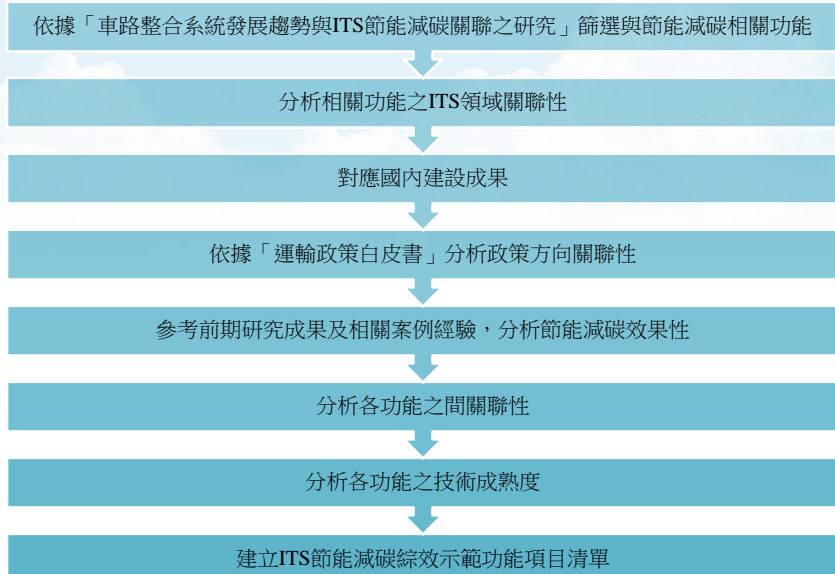 依據「車路整合系統發展趨勢與ITS節能減碳關聯之研究」篩選與節能減碳相關功能
分析相關功能之ITS領域關聯性
對應國內建設成果
依據「運輸政策白皮書」分析政策方向關聯性
參考前期研究成果及相關案例經驗，分析節能減碳效果性
分析各功能之間關聯性
分析各功能之技術成熟度
建立ITS節能減碳綜效示範功能項目清單